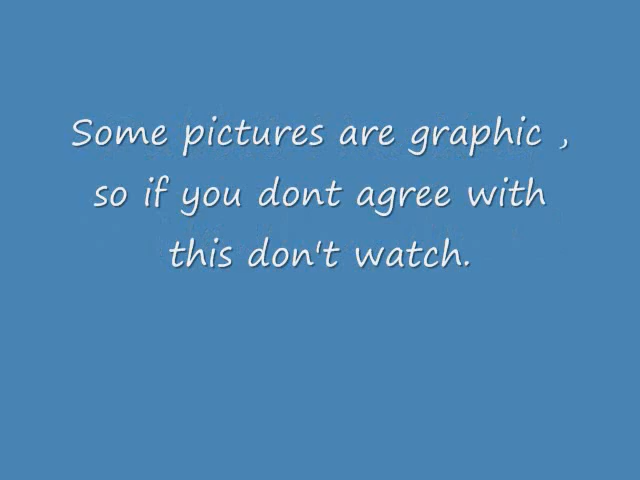 Some pictures are graphic ,
so if you dont agree with
this don't watch.